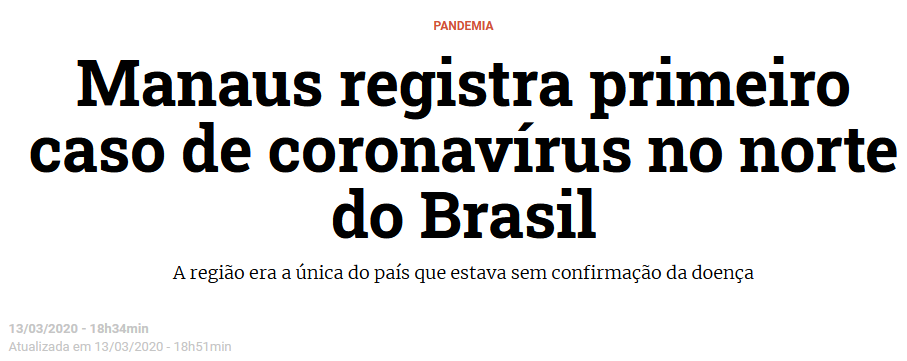 PANDEMIA
Manaus registra primeiro
caso de coronavírus no norte
do Brasil
A região era a única do país que estava sem confirmação da doença
13/03/2020 - 18h34min
Atualizada em 13/03/2020 - 18h51min